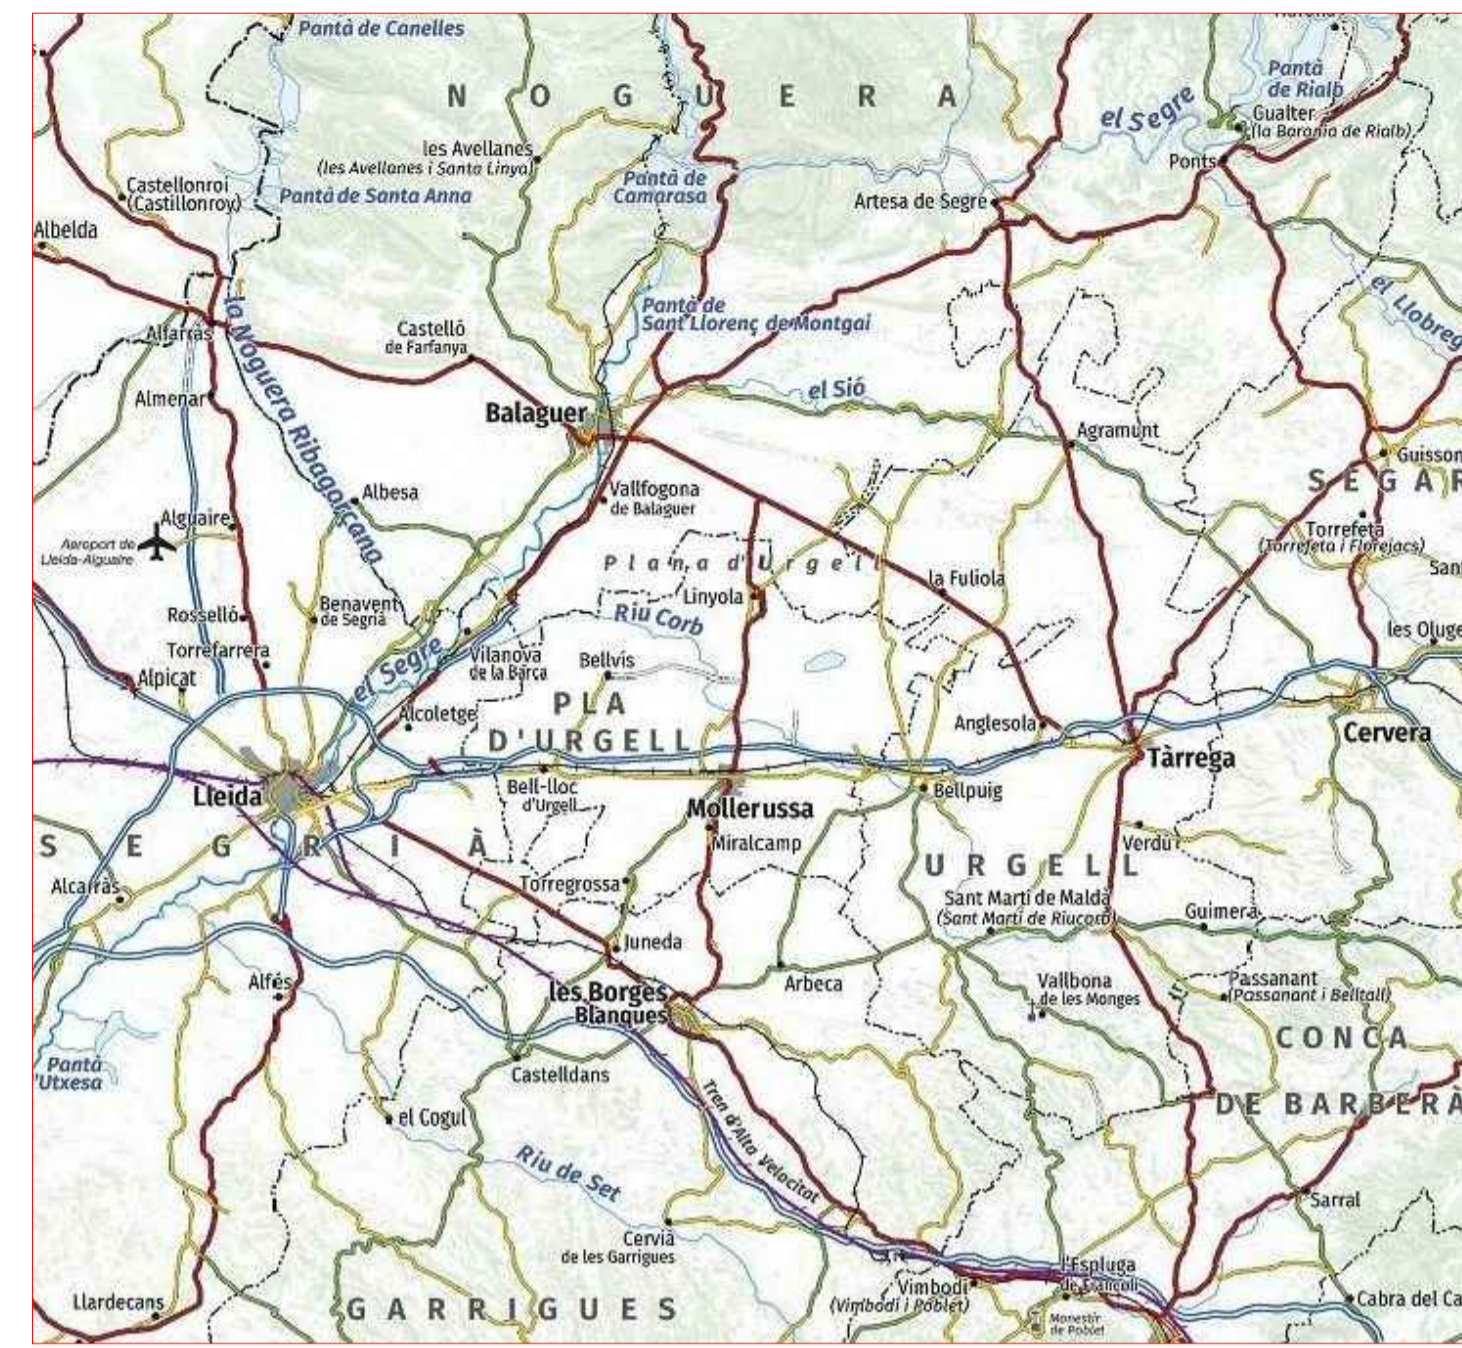 Pantà de Canelles
N O G U E R A
Pantà
de Rialb
el Segre
Gualter
(la Baronia de Rialb)
les Avellanes
(les Avellanes i Santa Linya)
Ponts
Castellonroi
(Castillonroy)
Pantà de Santa Anna
Pantà de
Camarasa
Artesa de Segre
Albelda
la Noguera Ribagorçana
Pantà de
Sant Llorenç de Montgai
el Llobreg
Alfarràs
Castelló
de Farfanya
el Sió
Almenar
Balaguer
Agramunt
Guisson
S E G A R
Albesa
Vallfogona
de Balaguer
Alguaire
Aeroport de
Lleida-Alguaire
Torrefeta
(Torrefeta i Florejacs)
Plana d'Urgell
San
la Fuliola
Linyola
Benavent
de Segrià
Riu Corb
Rosselló
les Oluge
Torrefarrera
el Segre
Vilanova
de la Barca
Bellvís
Alpicat
PLA
D'URGELL
Alcoletge
Anglesola
Cervera
Tàrrega
Lleida
Bell-lloc
d'Urgell
Mollerussa
Bellpuig
Miralcamp
Verdú
S E G R I À
U R G E L L
Alcarràs
Torregrossa
Sant Martí de Maldà
(Sant Martí de Riucorb)
Guimerà
Juneda
Alfés
les Borges
Blanques
Arbeca
Vallbona
de les Monges
Passanant
(Passanant i Belltall)
CONCA
DE BARBERÀ
Pantà
'Utxesa
Castelldans
el Cogul
Tren d'Alta Velocitat
Riu de Set
Sarral
Cervià
de les Garrigues
l'Espluga
de Francolí
Vimbodí
(Vimbodí i Poblet)
Llardecans
G A R R I G U E S
Cabra del Ca
Monestir
de Poblet